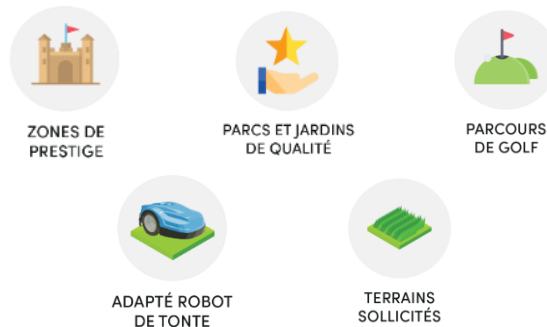 ZONES DE
PRESTIGE
PARCS ET JARDINS
DE QUALITÉ
PARCOURS
DE GOLF
ADAPTÉ ROBOT
DE TONTE
TERRAINS
SOLLICITÉS